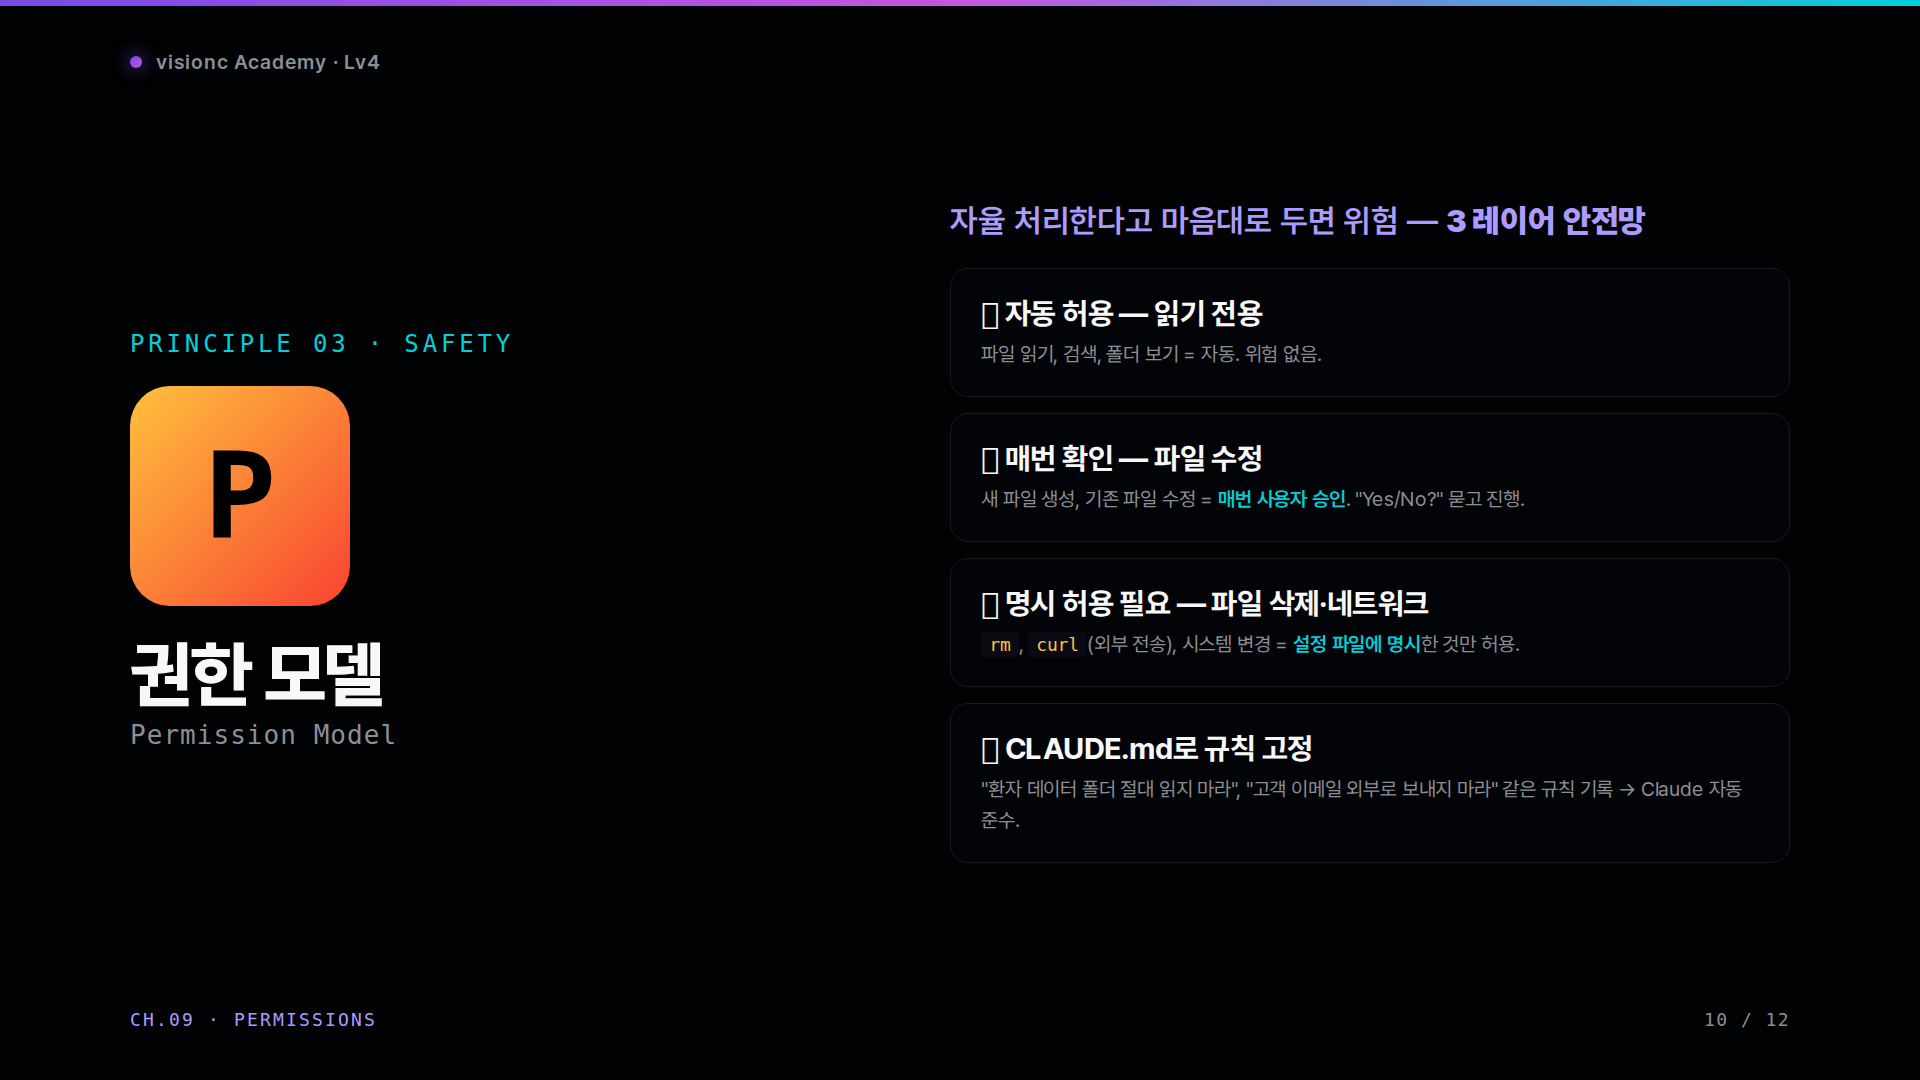 visionc Academy · Lv4
PRINCIPLE 03 · SAFETY
P
권한 모델
Permission Model
자율 처리한다고 마음대로 두면 위험 — 3 레이어 안전망
자동 허용 — 읽기 전용
파일 읽기, 검색, 폴더 보기 = 자동. 위험 없음.
매번 확인 — 파일 수정
새 파일 생성, 기존 파일 수정 = 매번 사용자 승인. "Yes/No?" 묻고 진행.
명시 허용 필요 — 파일 삭제·네트워크
rm , curl (외부 전송), 시스템 변경 = 설정 파일에 명시한 것만 허용.
CLAUDE.md로 규칙 고정
"환자 데이터 폴더 절대 읽지 마라", "고객 이메일 외부로 보내지 마라" 같은 규칙 기록 → Claude 자동
준수.
CH.09 · PERMISSIONS
10 / 12